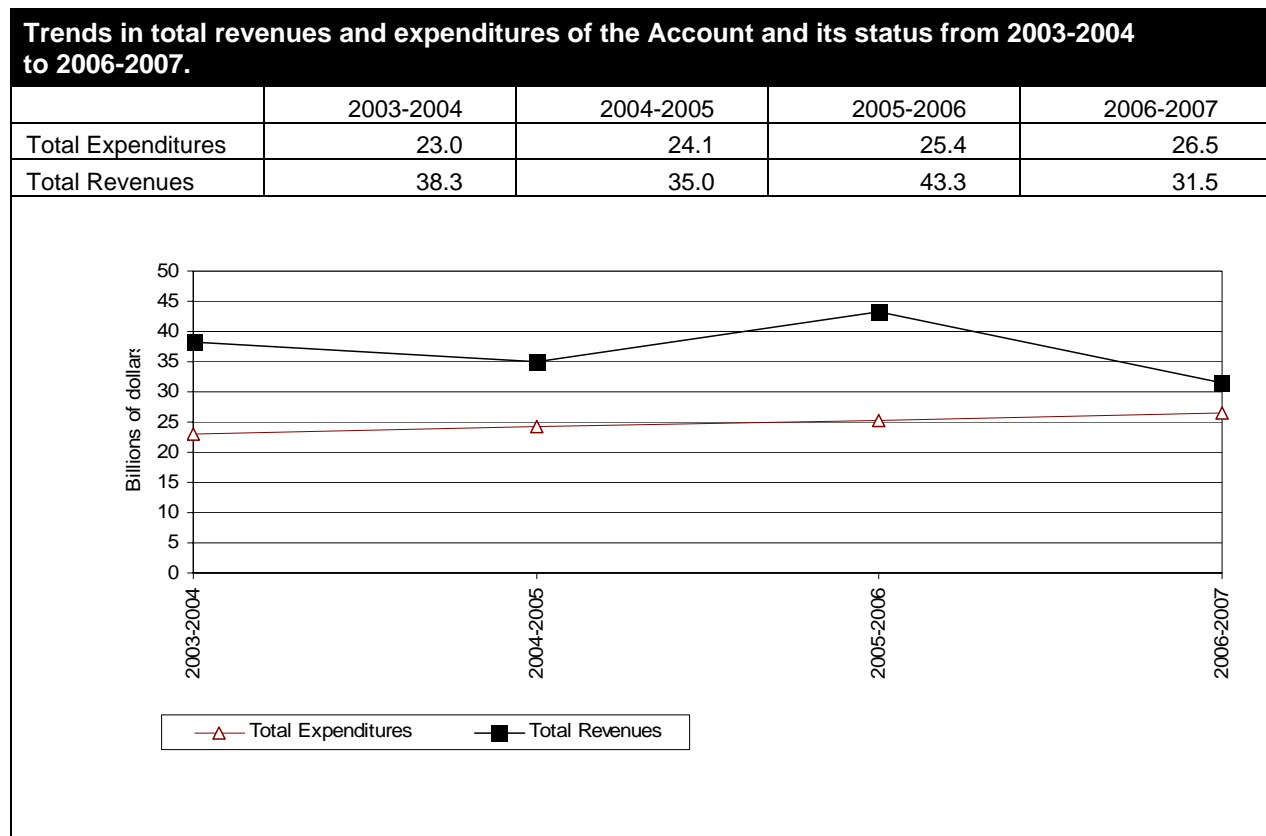 Trends in total revenues and expenditures of the Account and its status from 2003-2004
to 2006-2007.
2003-2004 2004-2005 2005-2006 2006-2007
Total Expenditures 23.0 24.1 25.4 26.5
Total Revenues 38.3 35.0 43.3 31.5
Billions of dollars
50
45
40
35
30
25
20
15
10
5
0
2003-2004
2004-2005
2005-2006
2006-2007
Total Expenditures Total Revenues